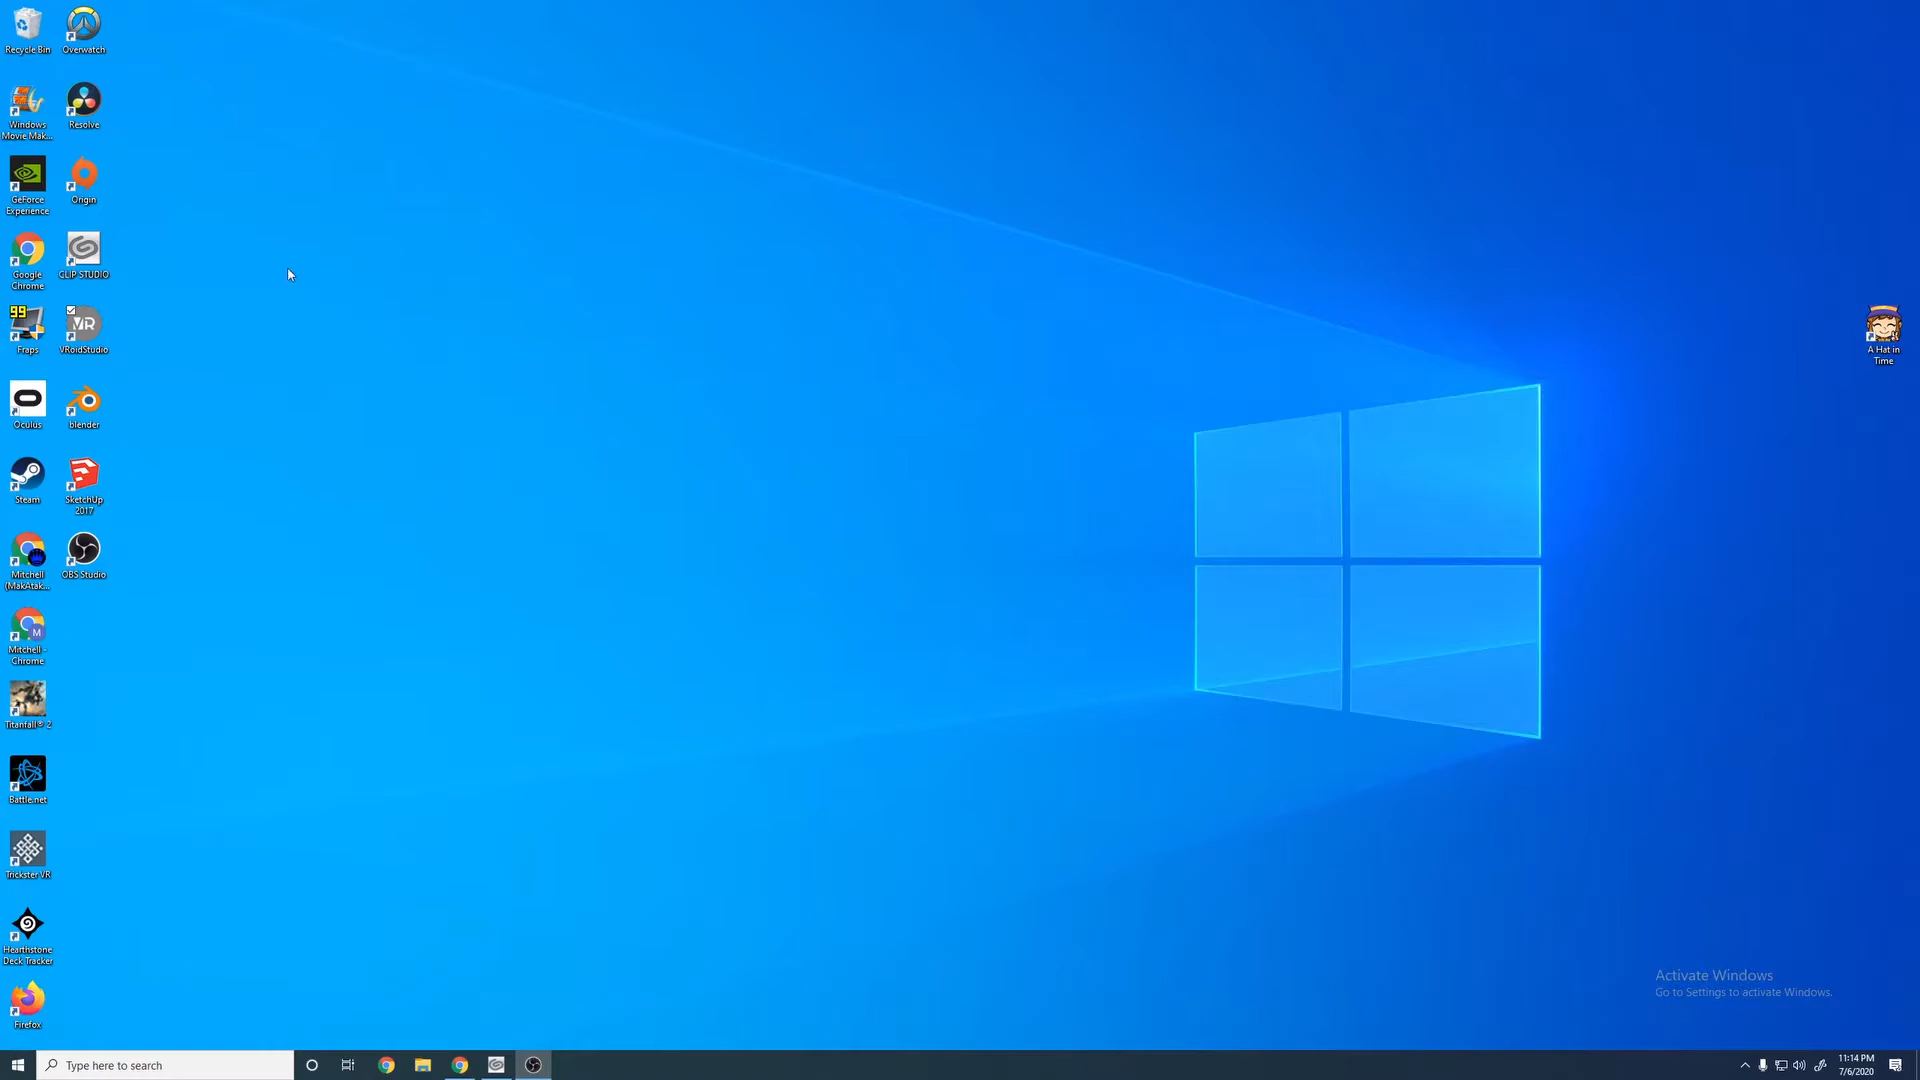 Recycle Bin
Overwatch
Windows
Movie Mak...
Resolve
GeForce
Experience
Origin
Google
Chrome
CLIP STUDIO
99
Fraps
VR
VRoidStudio
Oculus
blender
Steam
SketchUp
2017
Mitchell
(MakAtak...
OBS Studio
M
Mitchell -
Chrome
Titanfall® 2
Battle.net
Trickster VR
Hearthstone
Deck Tracker
Firefox
A Hat in
Time
Activate Windows
Go to Settings to activate Windows.
Type here to search
11:14 PM
7/6/2020